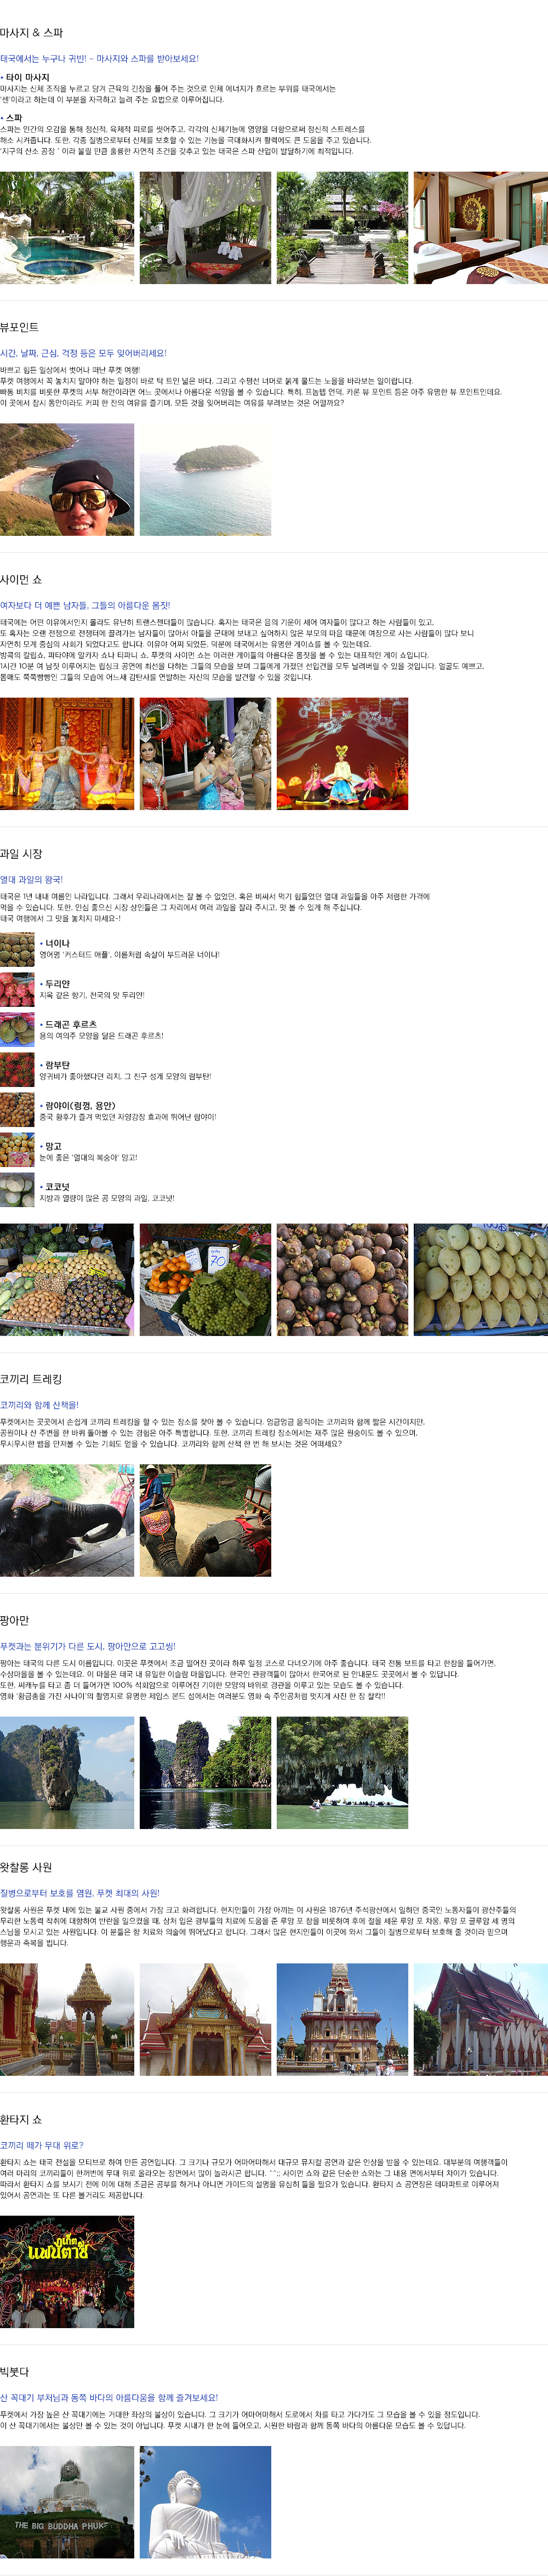 마사지 & 스파
태국에서는 누구나 귀빈! - 마사지와 스파를 받아보세요!
• 타이 마사지
마사지는 신체 조직을 누르고 당겨 근육의 긴장을 풀어 주는 것으로 인체 에너지가 흐르는 부위를 태국에서는
'센'이라고 하는데 이 부분을 자극하고 늘려 주는 요법으로 이루어집니다.
• 스파
스파는 인간의 오감을 통해 정신적, 육체적 피로를 씻어주고, 각각의 신체기능에 영양을 더함으로써 정신적 스트레스를
해소 시켜줍니다. 또한, 각종 질병으로부터 신체를 보호할 수 있는 기능을 극대화시켜 활력에도 큰 도움을 주고 있습니다.
'지구의 산소 공장 ' 이라 불릴 만큼 훌륭한 자연적 조건을 갖추고 있는 태국은 스파 산업이 발달하기에 최적입니다.
뷰포인트
시간, 날짜, 근심, 걱정 등은 모두 잊어버리세요!
바쁘고 힘든 일상에서 벗어나 떠난 푸켓 여행!
푸켓 여행에서 꼭 놓치지 말아야 하는 일정이 바로 탁 트인 넓은 바다, 그리고 수평선 너머로 붉게 물드는 노을을 바라보는 일이랍니다.
빠통 비치를 비롯한 푸켓의 서부 해안이라면 어느 곳에서나 아름다운 석양을 볼 수 있습니다. 특히, 프롬텝 언덕, 카론 뷰 포인트 등은 아주 유명한 뷰 포인트인데요.
이 곳에서 잠시 동안이라도 커피 한 잔의 여유를 즐기며, 모든 것을 잊어버리는 여유를 부려보는 것은 어떨까요?
사이먼 쇼
여자보다 더 예쁜 남자들, 그들의 아름다운 몸짓!
태국에는 어떤 이유에서인지 몰라도 유난히 트랜스젠더들이 많습니다. 혹자는 태국은 음의 기운이 세어 여자들이 많다고 하는 사람들이 있고,
또 혹자는 오랜 전쟁으로 전쟁터에 끌려가는 남자들이 많아서 아들을 군대에 보내고 싶어하지 않은 부모의 마음 때문에 여장으로 사는 사람들이 많다 보니
자연히 모계 중심의 사회가 되었다고도 합니다. 이유야 어찌 되었든, 덕분에 태국에서는 유명한 게이쇼를 볼 수 있는데요.
방콕의 칼립쇼, 파타야의 알카자 쇼나 티파니 쇼, 푸켓의 사이먼 쇼는 이러한 게이들의 아름다운 몸짓을 볼 수 있는 대표적인 게이 쇼입니다.
1시간 10분 여 남짓 이루어지는 립싱크 공연에 최선을 다하는 그들의 모습을 보며 그들에게 가졌던 선입견을 모두 날려버릴 수 있을 것입니다. 얼굴도 예쁘고,
몸매도 쭉쭉빵빵인 그들의 모습에 어느새 감탄사를 연발하는 자신의 모습을 발견할 수 있을 것입니다.
과일 시장
열대 과일의 왕국!
태국은 1년 내내 여름인 나라입니다. 그래서 우리나라에서는 잘 볼 수 없었던, 혹은 비싸서 먹기 힘들었던 열대 과일들을 아주 저렴한 가격에
먹을 수 있습니다. 또한, 인심 좋으신 시장 상인들은 그 자리에서 여러 과일을 잘라 주시고, 맛 볼 수 있게 해 주십니다.
태국 여행에서 그 맛을 놓치지 마세요~!
• 너이나
영어명 '커스터드 애플', 이름처럼 속살이 부드러운 너이나!
• 두리얀
지옥 같은 향기, 천국의 맛 두리얀!
• 드래곤 후르츠
용의 여의주 모양을 닮은 드래곤 후르츠!
• 람부탄
양귀비가 좋아했다던 리치, 그 친구 성게 모양의 람부탄!
• 람야이(렁껑, 용안)
중국 황후가 즐겨 먹었던 자양강장 효과에 뛰어난 람야이!
• 망고
눈에 좋은 '열대의 복숭아' 망고!
• 코코넛
지방과 열량이 많은 공 모양의 과일, 코코넛!
70
코끼리 트레킹
코끼리와 함께 산책을!
푸켓에서는 곳곳에서 손쉽게 코끼리 트레킹을 할 수 있는 장소를 찾아 볼 수 있습니다. 엉금엉금 움직이는 코끼리와 함께 짧은 시간이지만,
공원이나 산 주변을 한 바퀴 돌아볼 수 있는 경험은 아주 특별합니다. 또한, 코끼리 트레킹 장소에서는 재주 많은 원숭이도 볼 수 있으며,
무시무시한 뱀을 만져볼 수 있는 기회도 얻을 수 있습니다. 코끼리와 함께 산책 한 번 해 보시는 것은 어떠세요?
팡아만
푸켓과는 분위기가 다른 도시, 팡아만으로 고고씽!
팡아는 태국의 다른 도시 이름입니다. 이곳은 푸켓에서 조금 떨어진 곳이라 하루 일정 코스로 다녀오기에 아주 좋습니다. 태국 전통 보트를 타고 한참을 들어가면,
수상마을을 볼 수 있는데요. 이 마을은 태국 내 유일한 이슬람 마을입니다. 한국인 관광객들이 많아서 한국어로 된 안내문도 곳곳에서 볼 수 있답니다.
또한, 씨캬누를 타고 좀 더 들어가면 100% 석회암으로 이루어진 기이한 모양의 바위로 경관을 이루고 있는 모습도 볼 수 있습니다.
영화 '황금총을 가진 사나이'의 촬영지로 유명한 제임스 본드 섬에서는 여러분도 영화 속 주인공처럼 멋지게 사진 한 장 찰칵!!
왓찰롱 사원
질병으로부터 보호를 염원, 푸켓 최대의 사원!
왓찰롱 사원은 푸켓 내에 있는 불교 사원 중에서 가장 크고 화려합니다. 현지인들이 가장 아끼는 이 사원은 1876년 주석광산에서 일하던 중국인 노동자들이 광산주들의
무리한 노동력 착취에 대항하여 반란을 일으켰을 때, 상처 입은 광부들의 치료에 도움을 준 루앙 포 참을 비롯하여 후에 절을 세운 루앙 포 차웅, 루앙 포 글루암 세 명의
스님을 모시고 있는 사원입니다. 이 분들은 항 치료와 의술에 뛰어났다고 합니다. 그래서 많은 현지인들이 이곳에 와서 그들이 질병으로부터 보호해 줄 것이라 믿으며
행운과 축복을 빕니다.
환타지 쇼
코끼리 떼가 무대 위로?
환타지 쇼는 태국 전설을 모티브로 하여 만든 공연입니다. 그 크기나 규모가 어마어마해서 대규모 뮤지컬 공연과 같은 인상을 받을 수 있는데요. 대부분의 여행객들이
여러 마리의 코끼리들이 한꺼번에 무대 위로 올라오는 장면에서 많이 놀라시곤 합니다. ^^;; 사이먼 쇼와 같은 단순한 쇼와는 그 내용 면에서부터 차이가 있습니다.
따라서 환타지 쇼를 보시기 전에 이에 대해 조금은 공부를 하거나 아니면 가이드의 설명을 유심히 들을 필요가 있습니다. 환타지 쇼 공연장은 테마파트로 이루어져
있어서 공연과는 또 다른 볼거리도 제공합니다.
ภูเก็ต
แฟนตาซี
빅붓다
산 꼭대기 부처님과 동쪽 바다의 아름다움을 함께 즐겨보세요!
푸켓에서 가장 높은 산 꼭대기에는 거대한 좌상의 불상이 있습니다. 그 크기가 어마어마해서 도로에서 차를 타고 가다가도 그 모습을 볼 수 있을 정도입니다.
이 산 꼭대기에서는 불상만 볼 수 있는 것이 아닙니다. 푸켓 시내가 한 눈에 들어오고, 시원한 바람과 함께 동쪽 바다의 아름다운 모습도 볼 수 있답니다.
THE BIG BUDDHA PHUKE